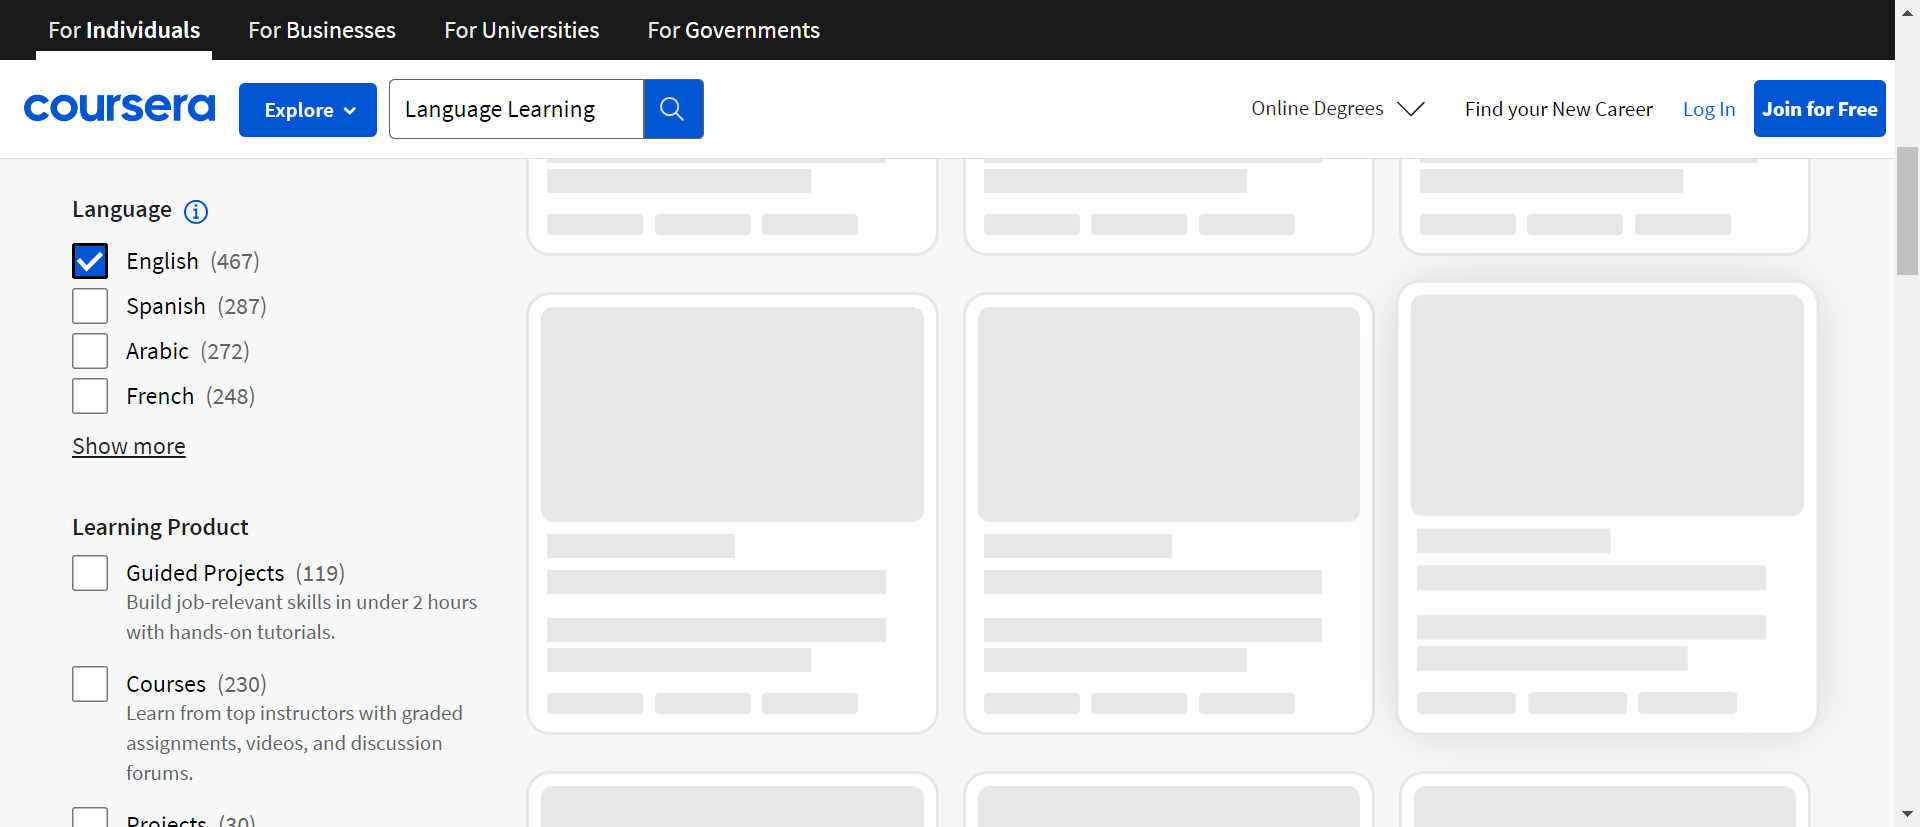 For Individuals
For Businesses
For Universities
For Governments
coursera
Explore
Language Learning
Online Degrees
Find your New Career
Log In
Join for Free
Language
English (467)
Spanish (287)
Arabic (272)
French (248)
Show more
Learning Product
Guided Projects (119)
Build job-relevant skills in under 2 hours
with hands-on tutorials.
Courses (230)
Learn from top instructors with graded
assignments, videos, and discussion
forums.
Projects (30)